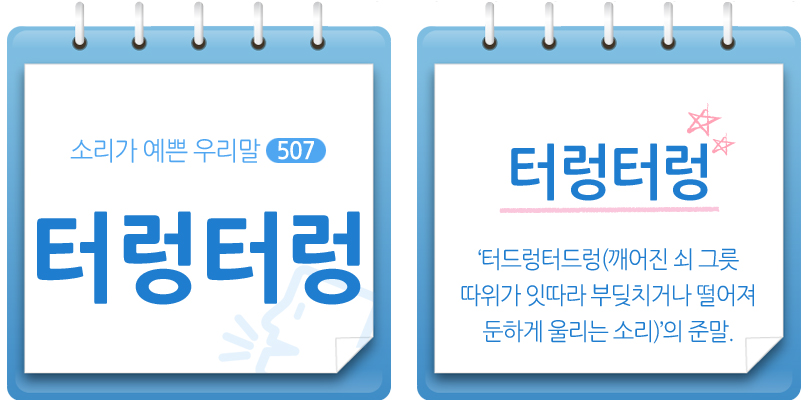 소리가 예쁜 우리말 507
터렁터렁
터렁터렁
‘터드렁터드렁(깨어진 쇠 그릇
따위가 잇따라 부딪치거나 떨어져
둔하게 울리는 소리)’의 준말.